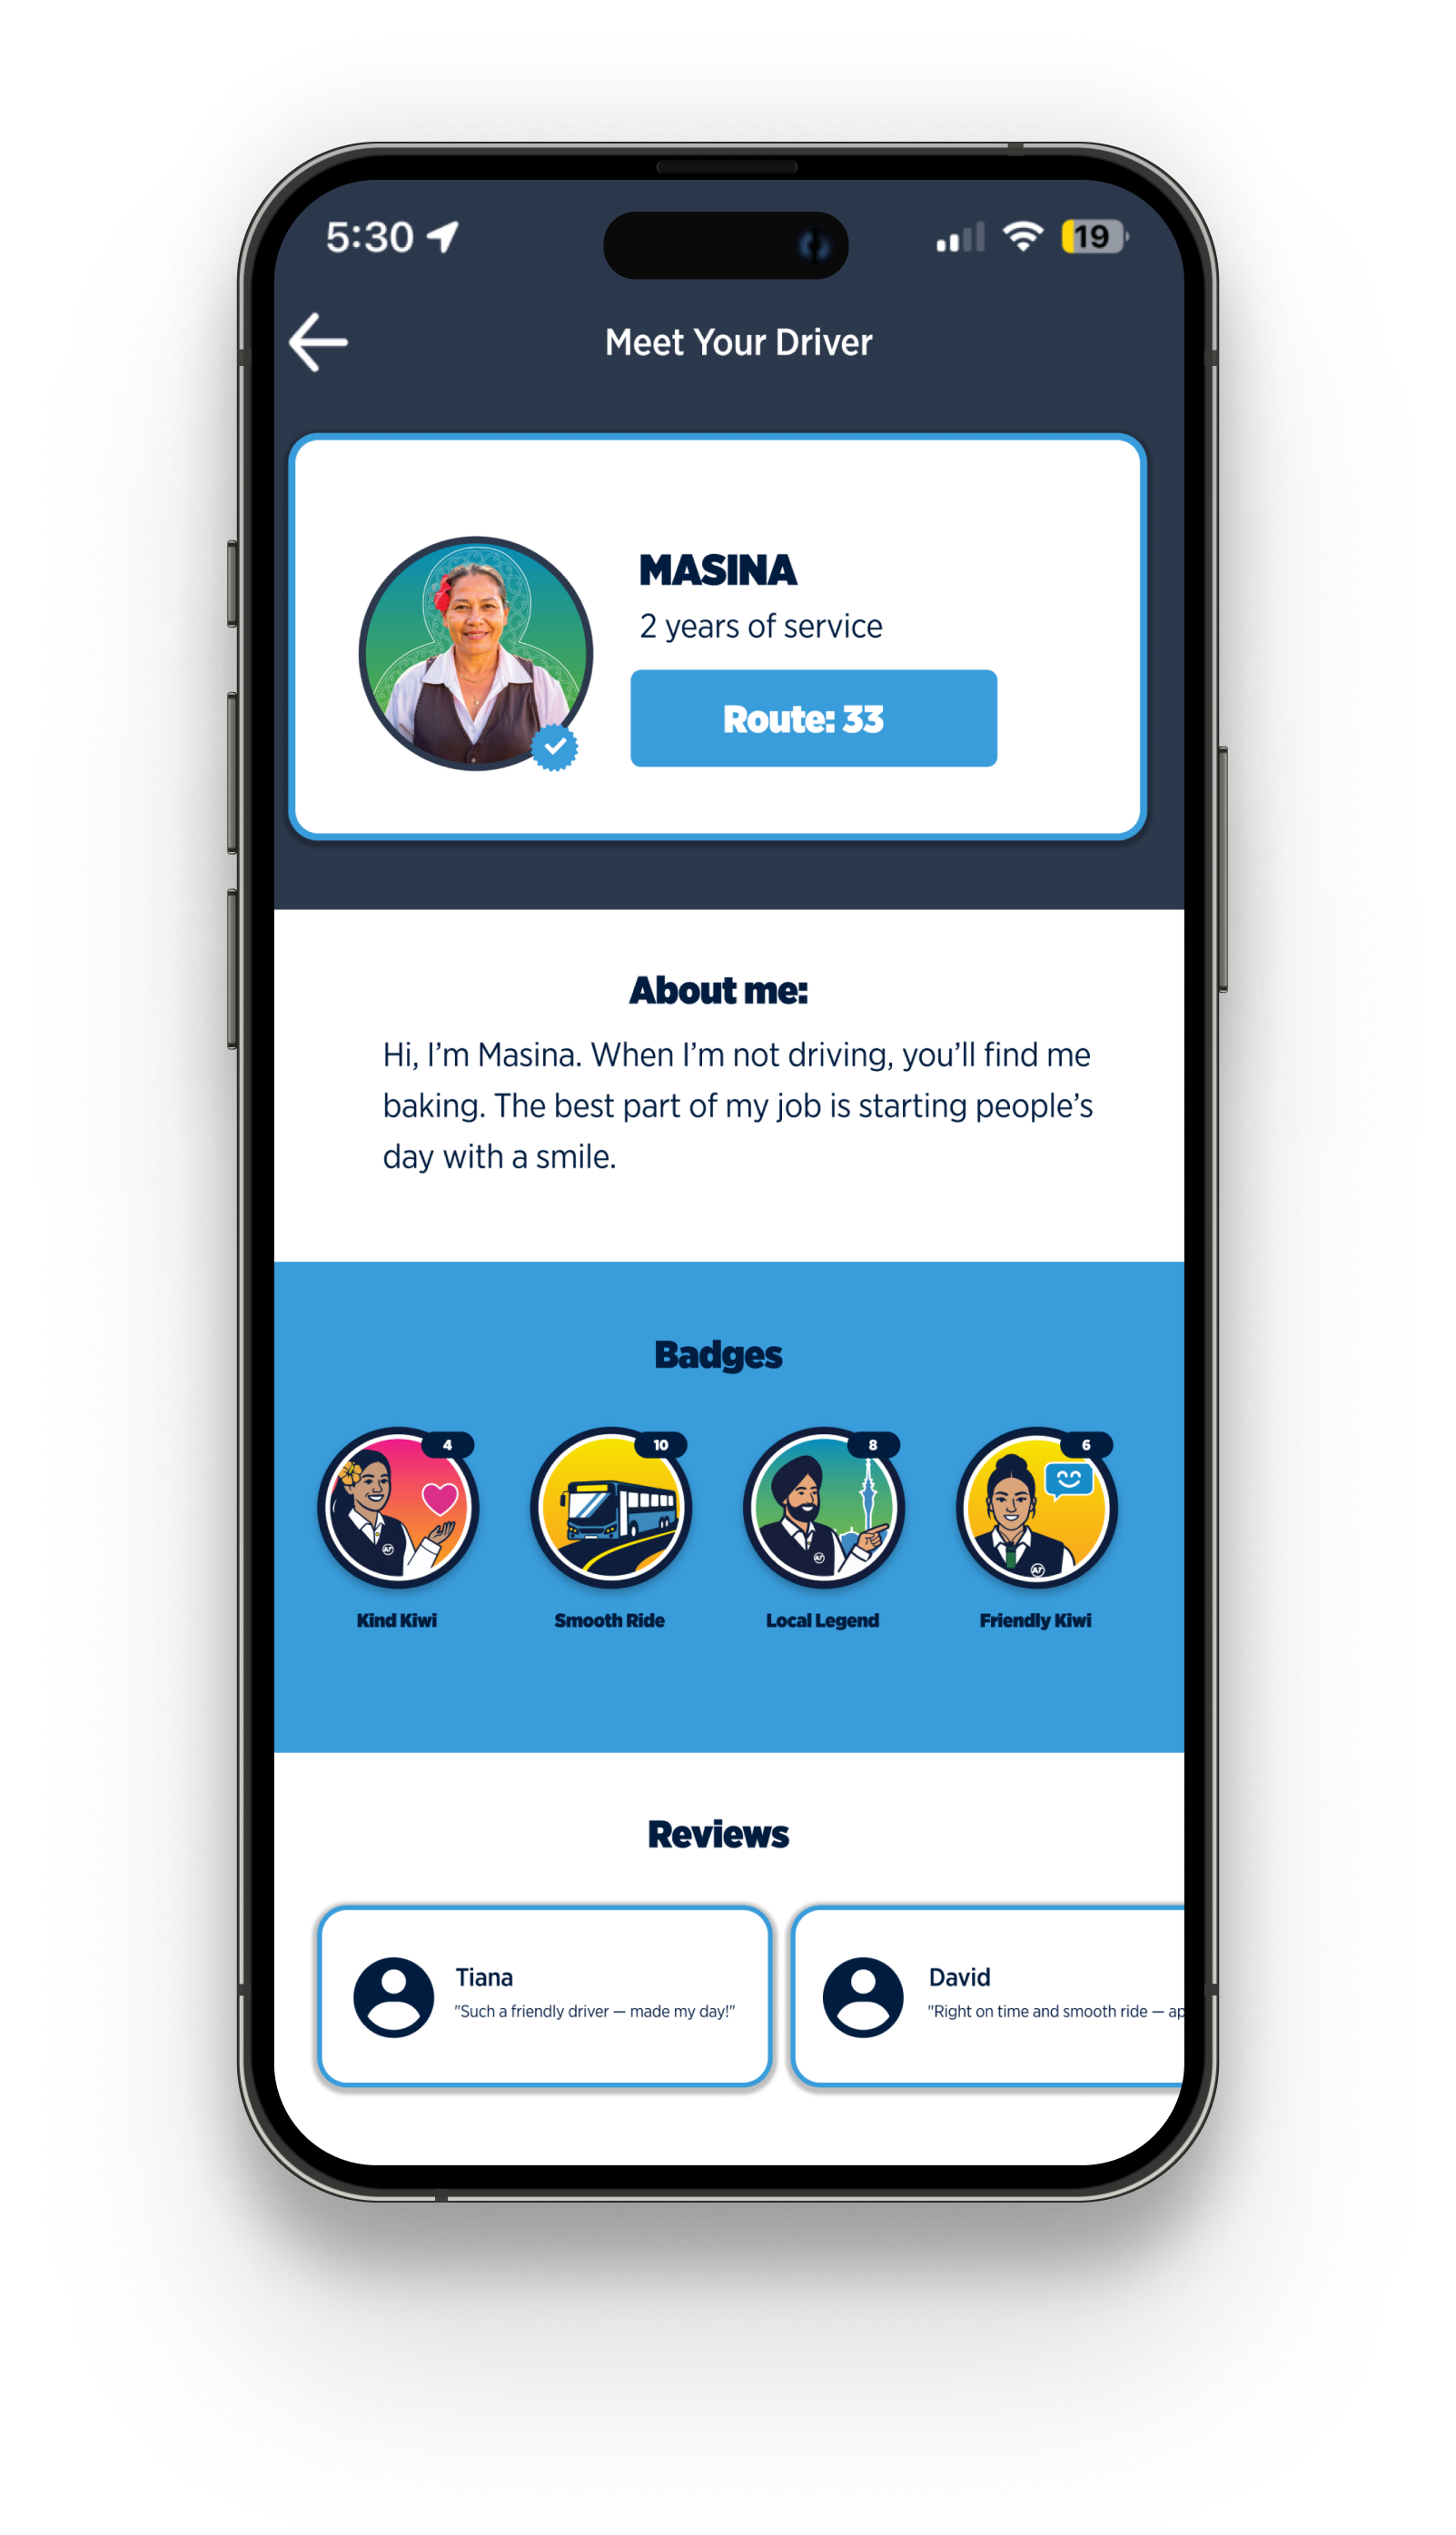 5:30
19
Meet Your Driver
MASINA
2 years of service
Route: 33
About me:
Hi, I’m Masina. When I’m not driving, you’ll find me
baking. The best part of my job is starting people’s
day with a smile.
Badges
4
10
8
6
AT
AT
AT
Kind Kiwi
Smooth Ride
Local Legend
Friendly Kiwi
Reviews
Tiana
"Such a friendly driver — made my day!"
David
"Right on time and smooth ride — ap